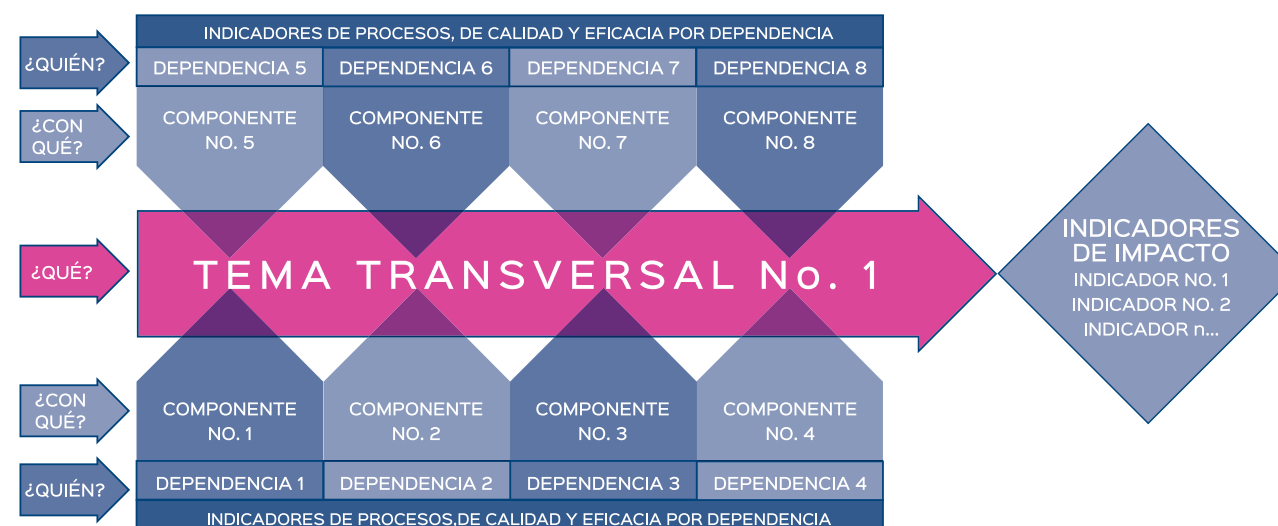 INDICADORES DE PROCESOS, DE CALIDAD Y EFICACIA POR DEPENDENCIA
¿QUIÉN?
DEPENDENCIA 5
DEPENDENCIA 6
DEPENDENCIA 7
DEPENDENCIA 8
¿CON
QUÉ?
COMPONENTE
NO. 5
COMPONENTE
NO. 6
COMPONENTE
NO. 7
COMPONENTE
NO. 8
¿QUÉ?
TEMA TRANSVERSAL No. 1
INDICADORES
DE IMPACTO
INDICADOR NO. 1
INDICADOR NO. 2
INDICADOR n...
¿CON
QUÉ?
COMPONENTE
NO. 1
COMPONENTE
NO. 2
COMPONENTE
NO. 3
COMPONENTE
NO. 4
¿QUIÉN?
DEPENDENCIA 1
DEPENDENCIA 2
DEPENDENCIA 3
DEPENDENCIA 4
INDICADORES DE PROCESOS,DE CALIDAD Y EFICACIA POR DEPENDENCIA